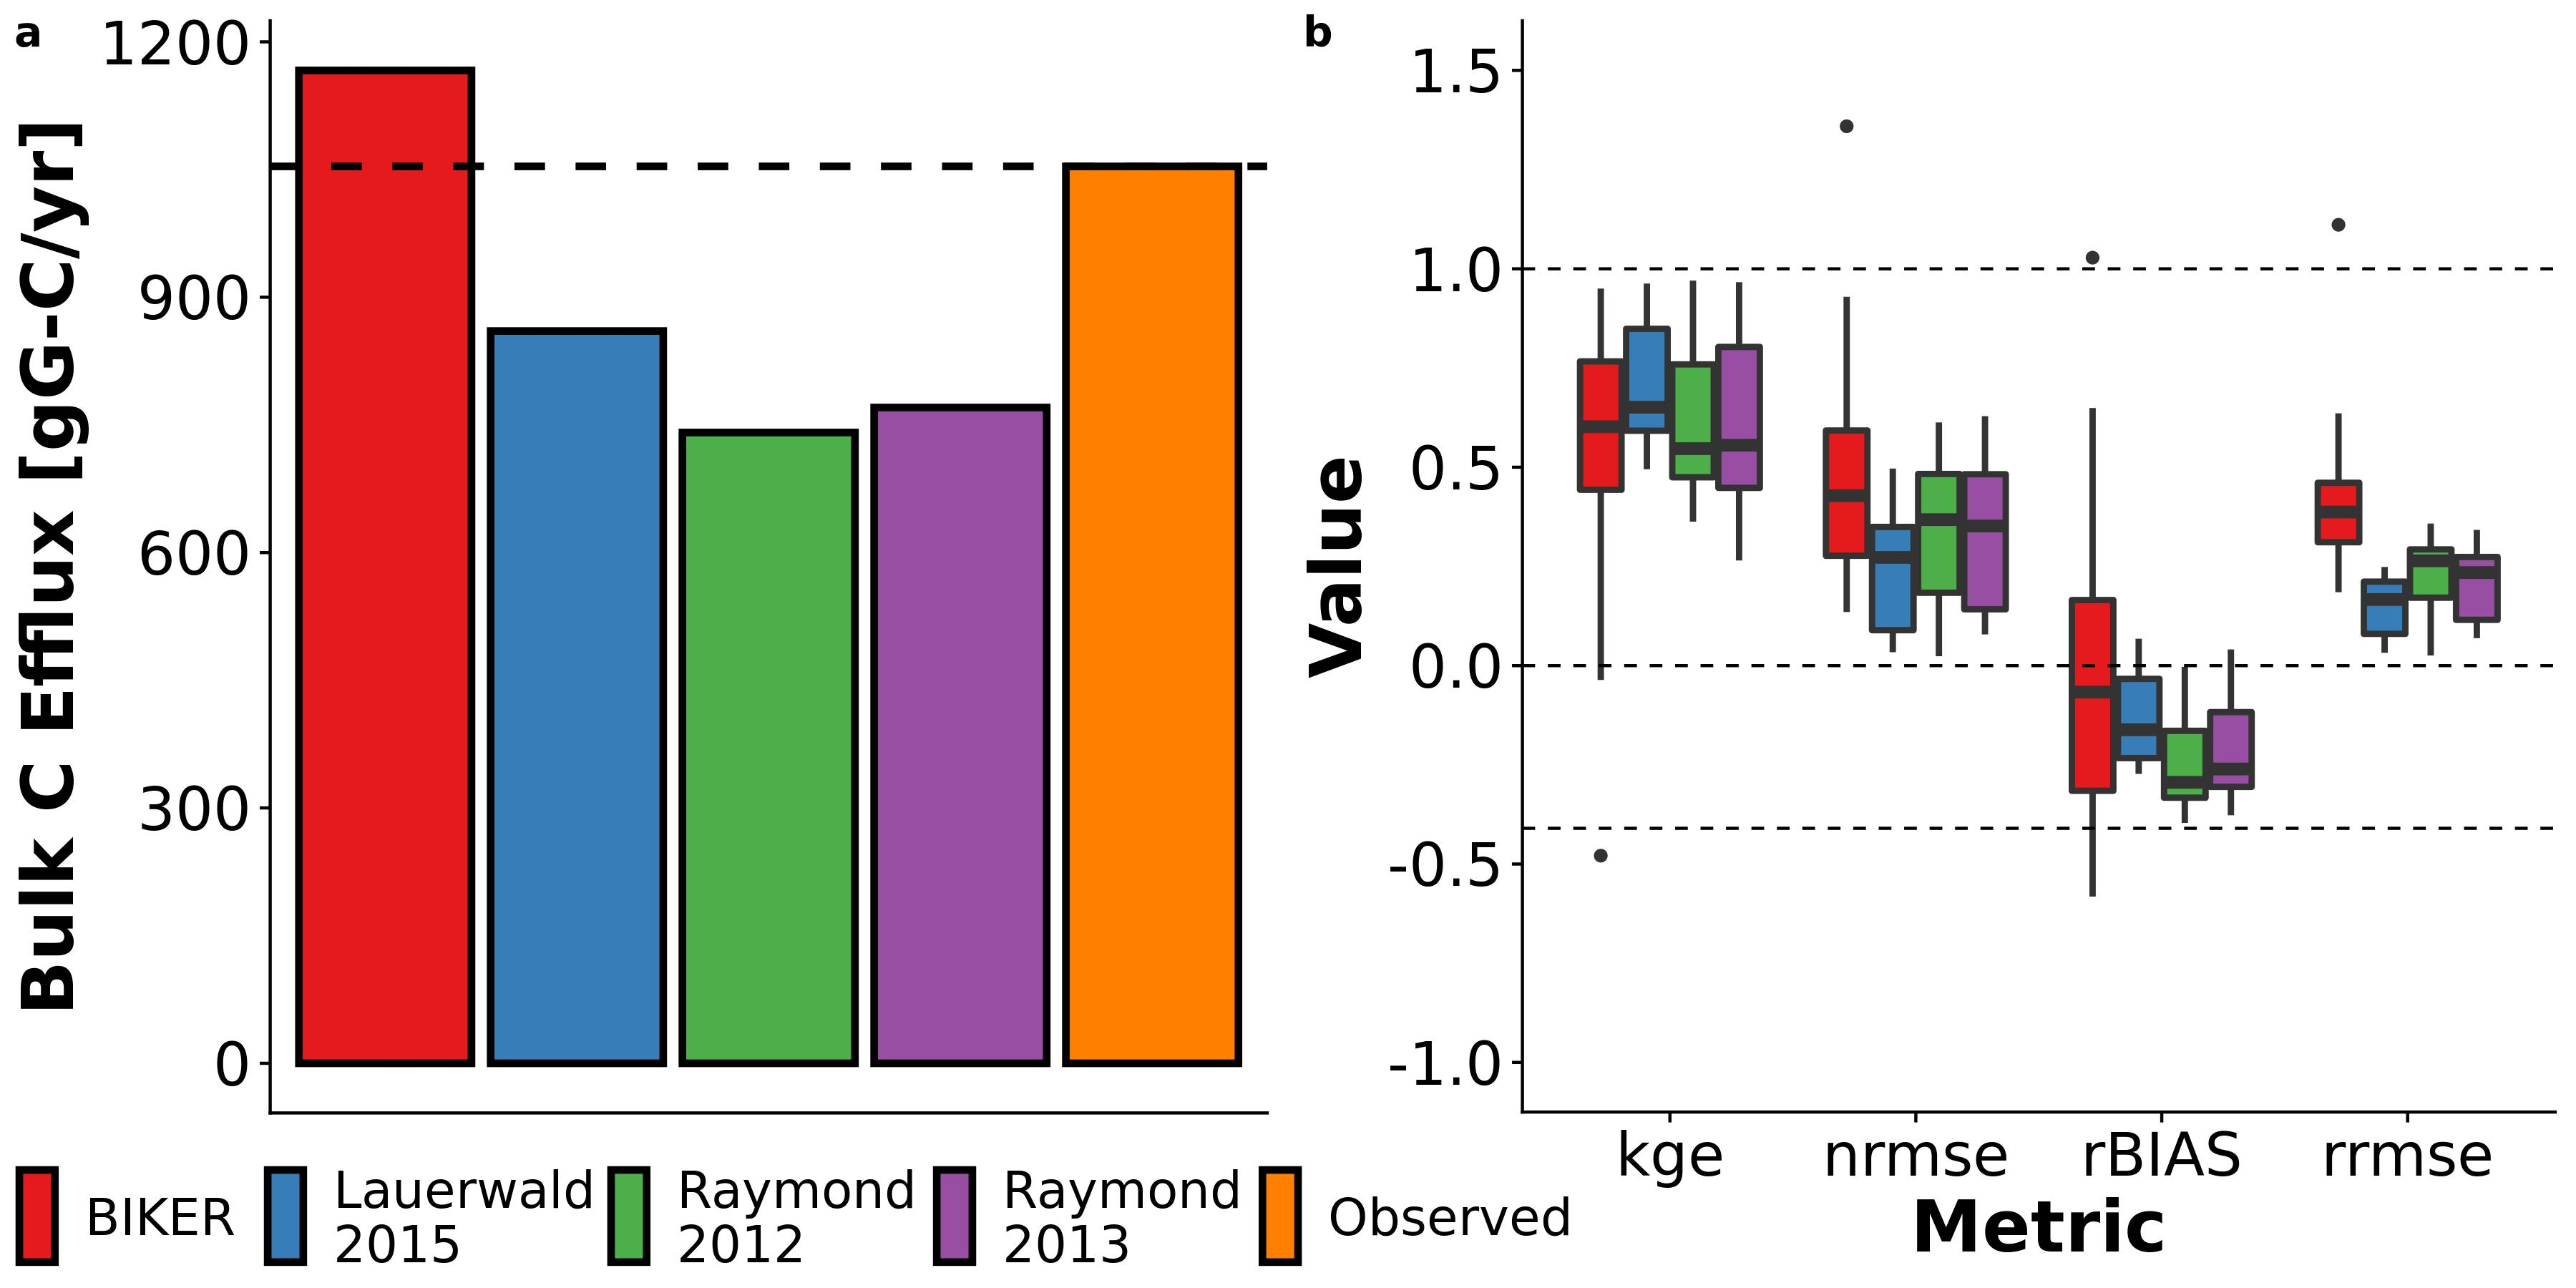 a
1200
900
600
300
0
Bulk C Efflux [gG-C/yr]
b
1.5
1.0
0.5
0.0
-0.5
-1.0
Value
kge nrmse rBIAS rrmse
Metric
BIKER
Lauerwald
2015
Raymond
2012
Raymond
2013
Observed